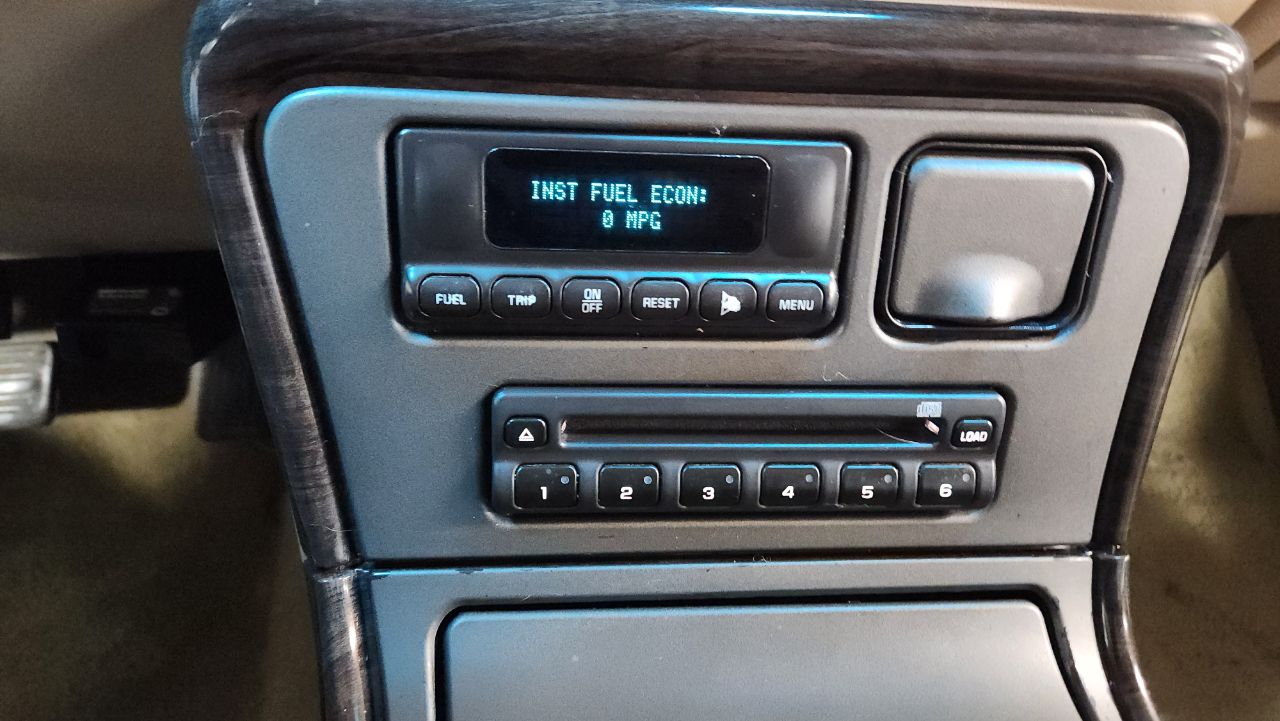 INST FUEL ECON:
0 MPG
FUEL TRIP ON OFF RESET MENU
LOAD
1 2 3 4 5 6